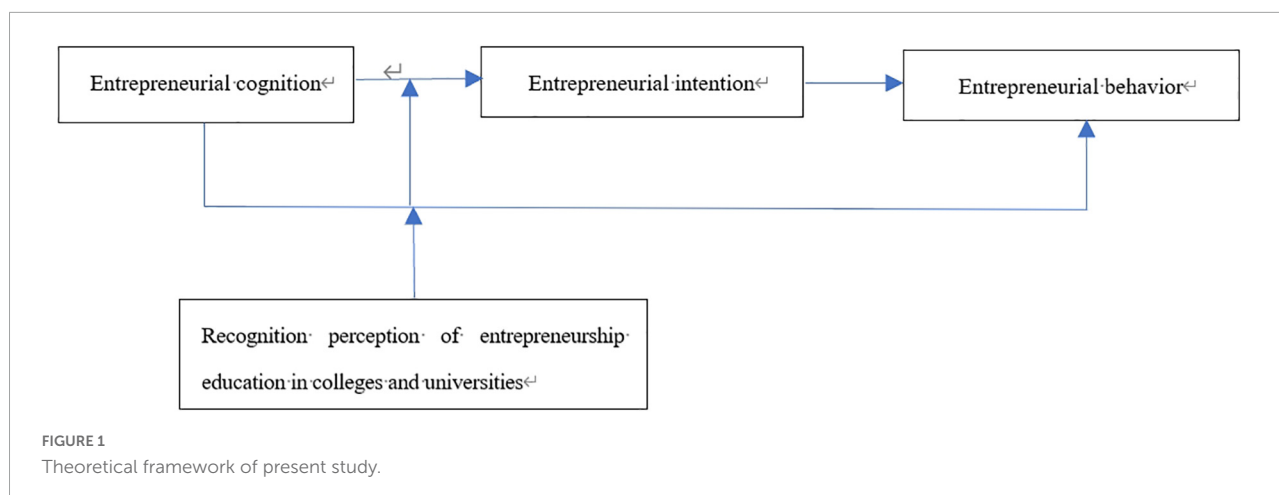 Entrepreneurial·cognition↵
↵
Entrepreneurial·intention↵
Entrepreneurial·behavior↵
Recognition· perception· of· entrepreneurship·
education·in·colleges·and·universities↵
FIGURE 1
Theoretical framework of present study.